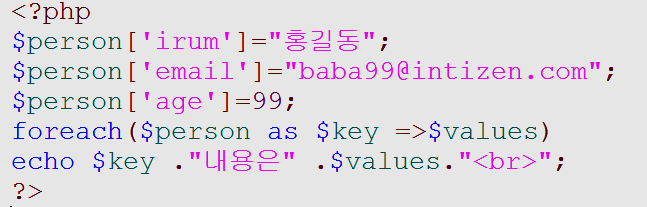 <?php
$person['irum']="홍길동";
$person['email']="baba99@intizen.com";
$person['age']=99;
foreach($person as $key =>$values)
echo $key ."내용은" .$values."<br>";
?>